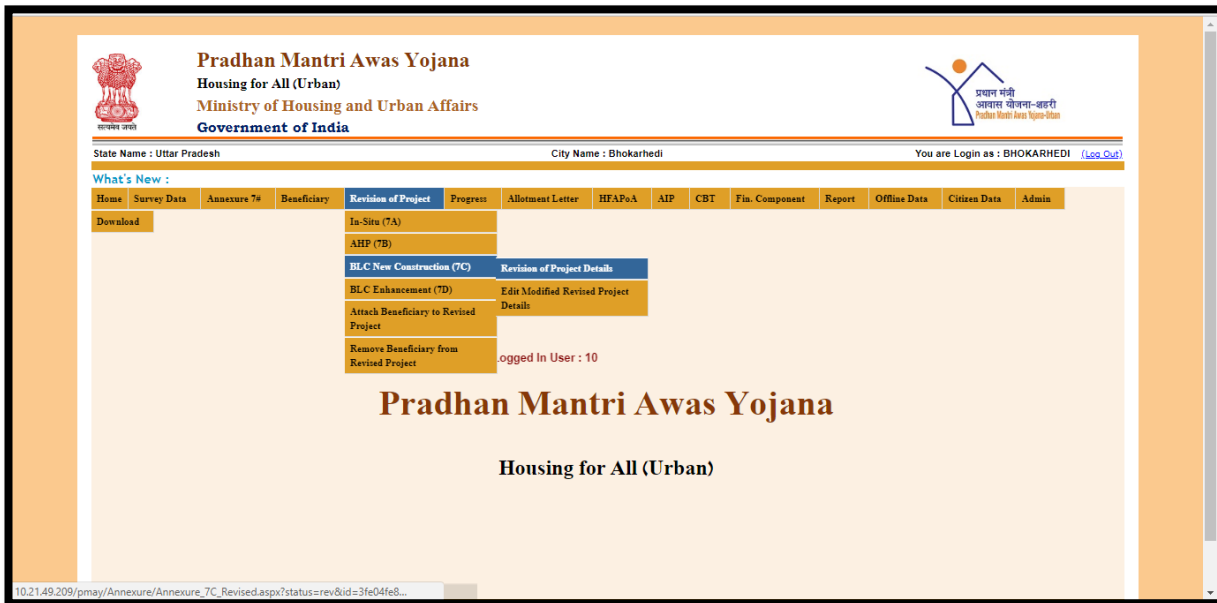 Pradhan Mantri Awas Yojana
Housing for All (Urban)
Ministry of Housing and Urban Affairs
Government of India
सत्यमेव जयते
प्रधान मंत्री
आवास योजना-शहरी
Pradhan Mantri Awas Yojana-Urban
State Name : Uttar Pradesh City Name : Bhokarhedi You are Login as : BHOKARHEDI (Log Out)
What's New :
Home Survey Data Annexure 7# Beneficiary Revision of Project Progress Allotment Letter HFAPoA AIP CBT Fin. Component Report Offline Data Citizen Data Admin
Download In-Situ (7A)
AHP (7B)
BLC New Construction (7C) Revision of Project Details
BLC Enhancement (7D) Edit Modified Revised Project
Details
Attach Beneficiary to Revised
Project
Remove Beneficiary from
Revised Project
ogged In User : 10
Pradhan Mantri Awas Yojana
Housing for All (Urban)
10.21.49.209/pmay/Annexure/Annexure_7C_Revised.aspx?status=rev&id=3fe04fe8...